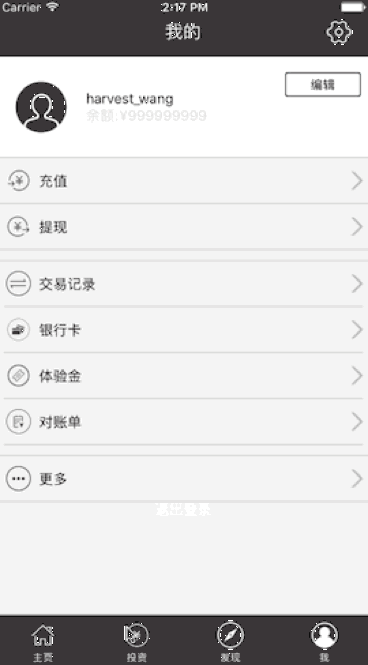 Carrier 2:17 PM
我的
编辑
harvest_wang
余额:¥999999999
充值
提现
交易记录
银行卡
体验金
对账单
更多
退出登录
主页 投资 发现 我